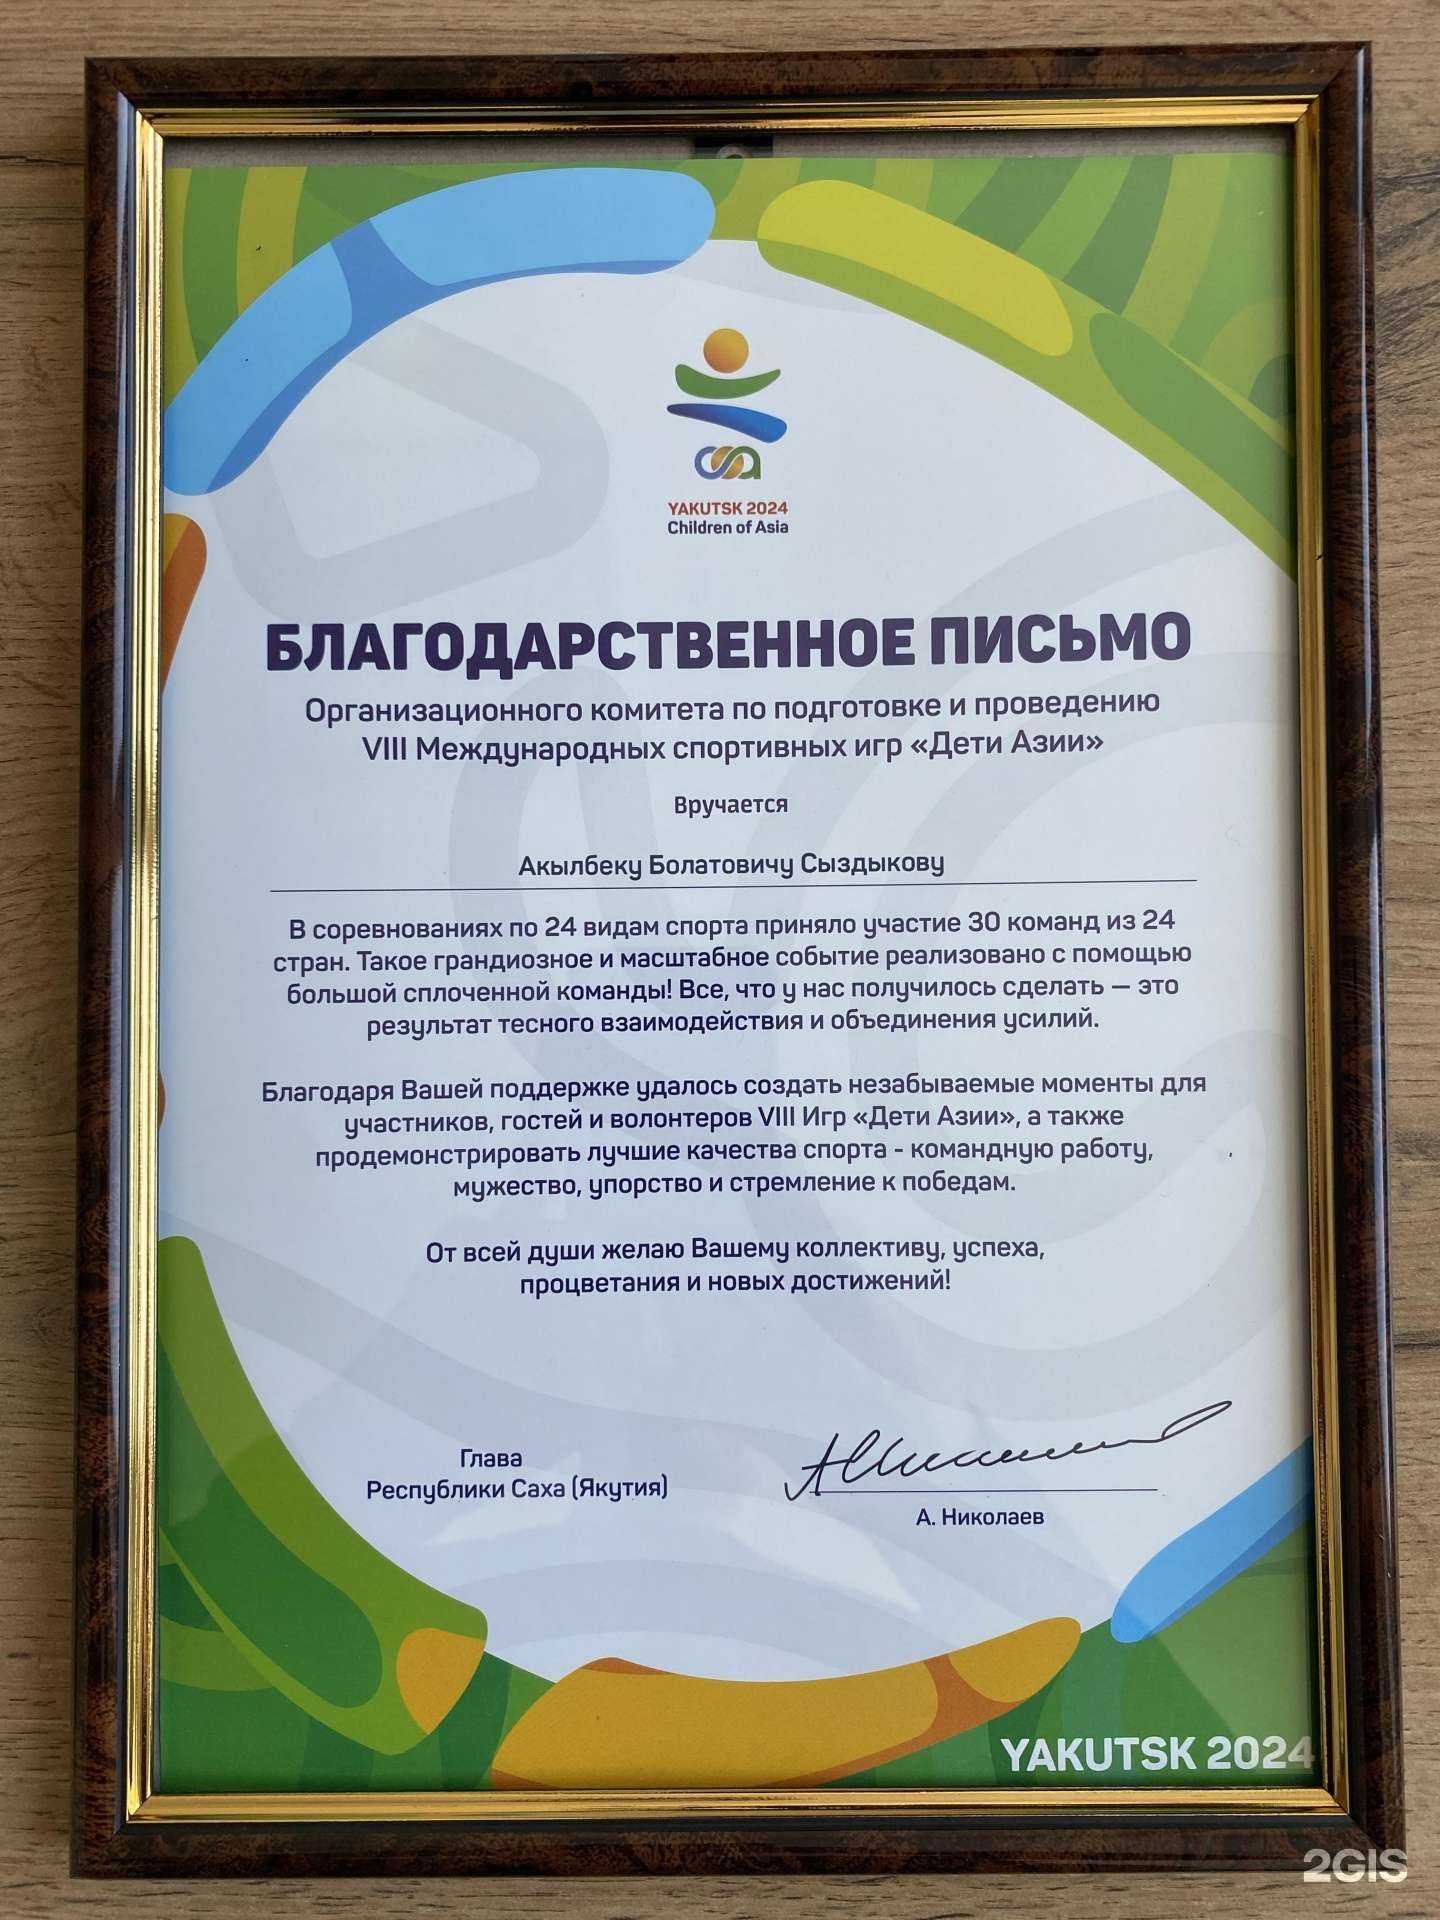 YAKUTSK 2024
Children of Asia
БЛАГОДАРСТВЕННОЕ ПИСЬМО
Организационного комитета по подготовке и проведению
VIII Международных спортивных игр «Дети Азии»
Вручается
Акылбеку Болатовичу Сыздыкову
В соревнованиях по 24 видам спорта приняло участие 30 команд из 24
стран. Такое грандиозное и масштабное событие реализовано с помощью
большой сплоченной команды! Все, что у нас получилось сделать — это
результат тесного взаимодействия и объединения усилий.
Благодаря Вашей поддержке удалось создать незабываемые моменты для
участников, гостей и волонтеров VIII Игр «Дети Азии», а также
продемонстрировать лучшие качества спорта - командную работу,
мужество, упорство и стремление к победам.
От всей души желаю Вашему коллективу, успеха,
процветания и новых достижений!
Глава
Республики Саха (Якутия)
А. Николаев
YAKUTSK 2024
2GIS